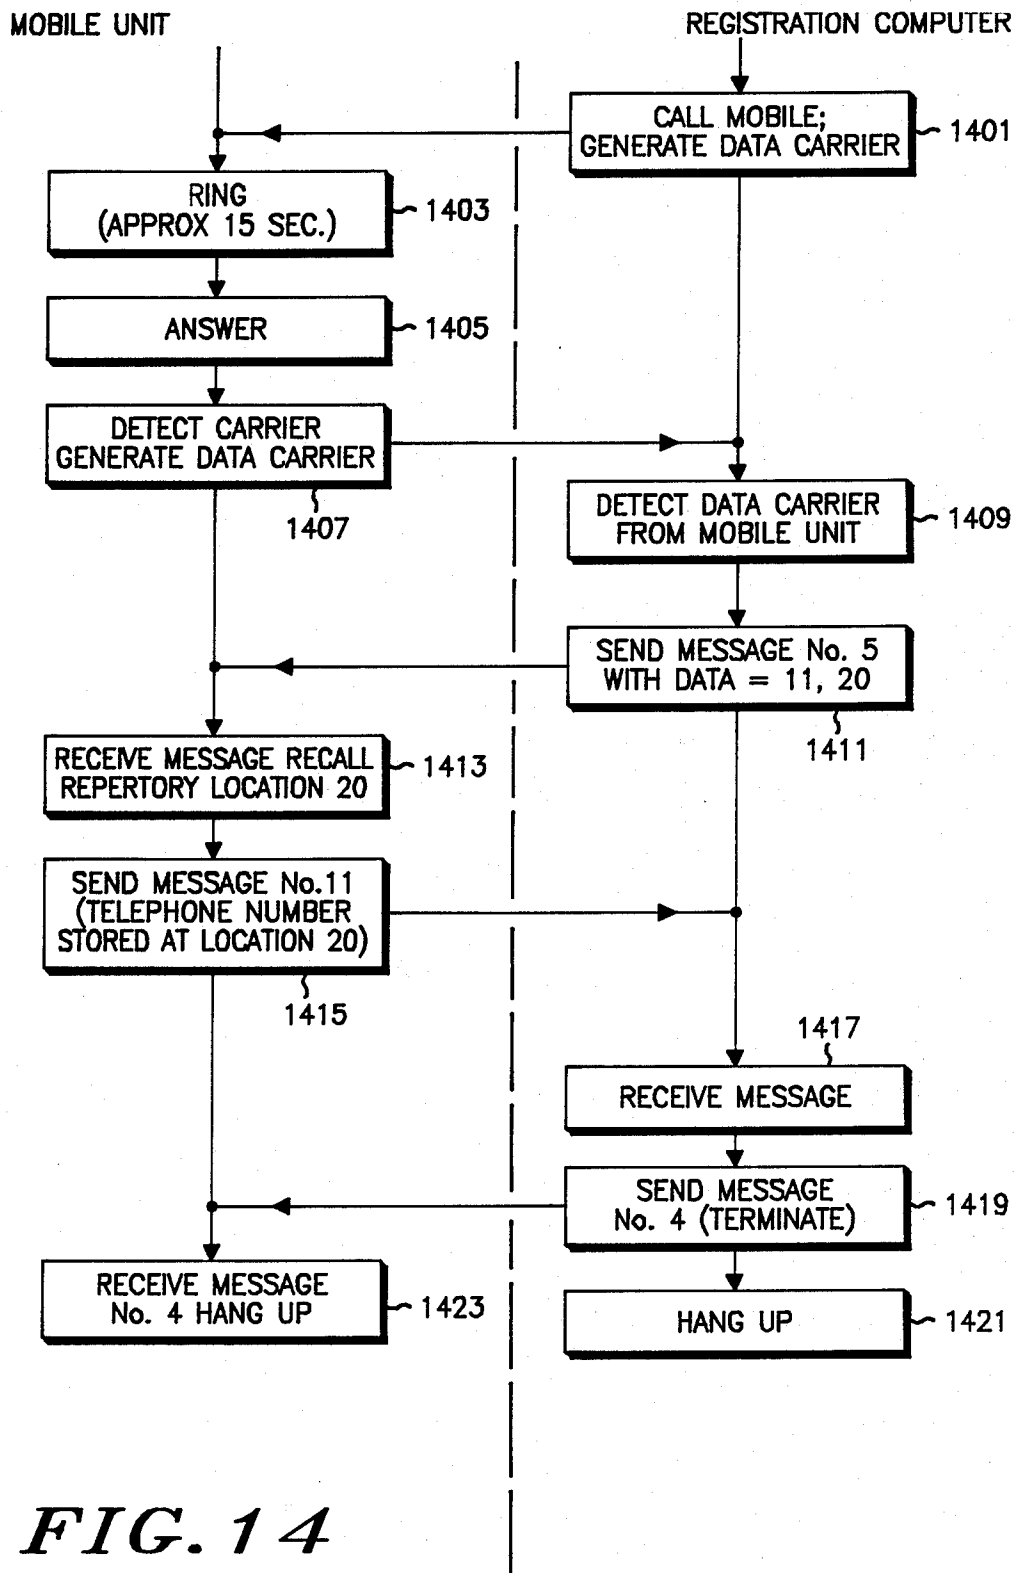 MOBILE UNIT
REGISTRATION COMPUTER
CALL MOBILE;
GENERATE DATA CARRIER
1401
RING
(APPROX 15 SEC.)
1403
ANSWER
1405
DETECT CARRIER
GENERATE DATA CARRIER
1407
DETECT DATA CARRIER
FROM MOBILE UNIT
1409
SEND MESSAGE No. 5
WITH DATA = 11, 20
1411
RECEIVE MESSAGE RECALL
REPERTORY LOCATION 20
1413
SEND MESSAGE No.11
(TELEPHONE NUMBER
STORED AT LOCATION 20)
1415
1417
RECEIVE MESSAGE
SEND MESSAGE
No. 4 (TERMINATE)
1419
RECEIVE MESSAGE
No. 4 HANG UP
1423
HANG UP
1421
FIG. 14